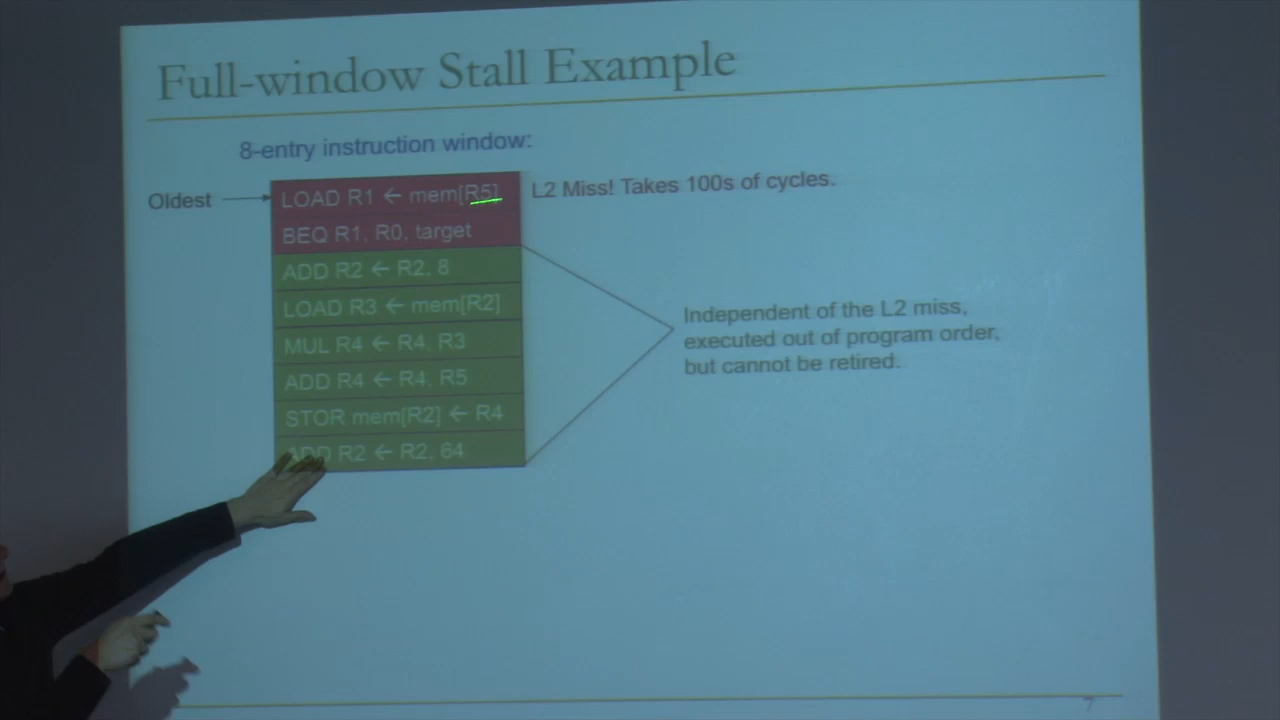 Full-window Stall Example
8-entry instruction window:
Oldest
LOAD R1 ← mem[R5]
L2 Miss! Takes 100s of cycles.
BEQ R1, R0, target
ADD R2 ← R2, 8
LOAD R3 ← mem[R2]
MUL R4 ← R4, R3
ADD R4 ← R4, R5
STOR mem[R2] ← R4
ADD R2 ← R2, 64
Independent of the L2 miss,
executed out of program order,
but cannot be retired.
7